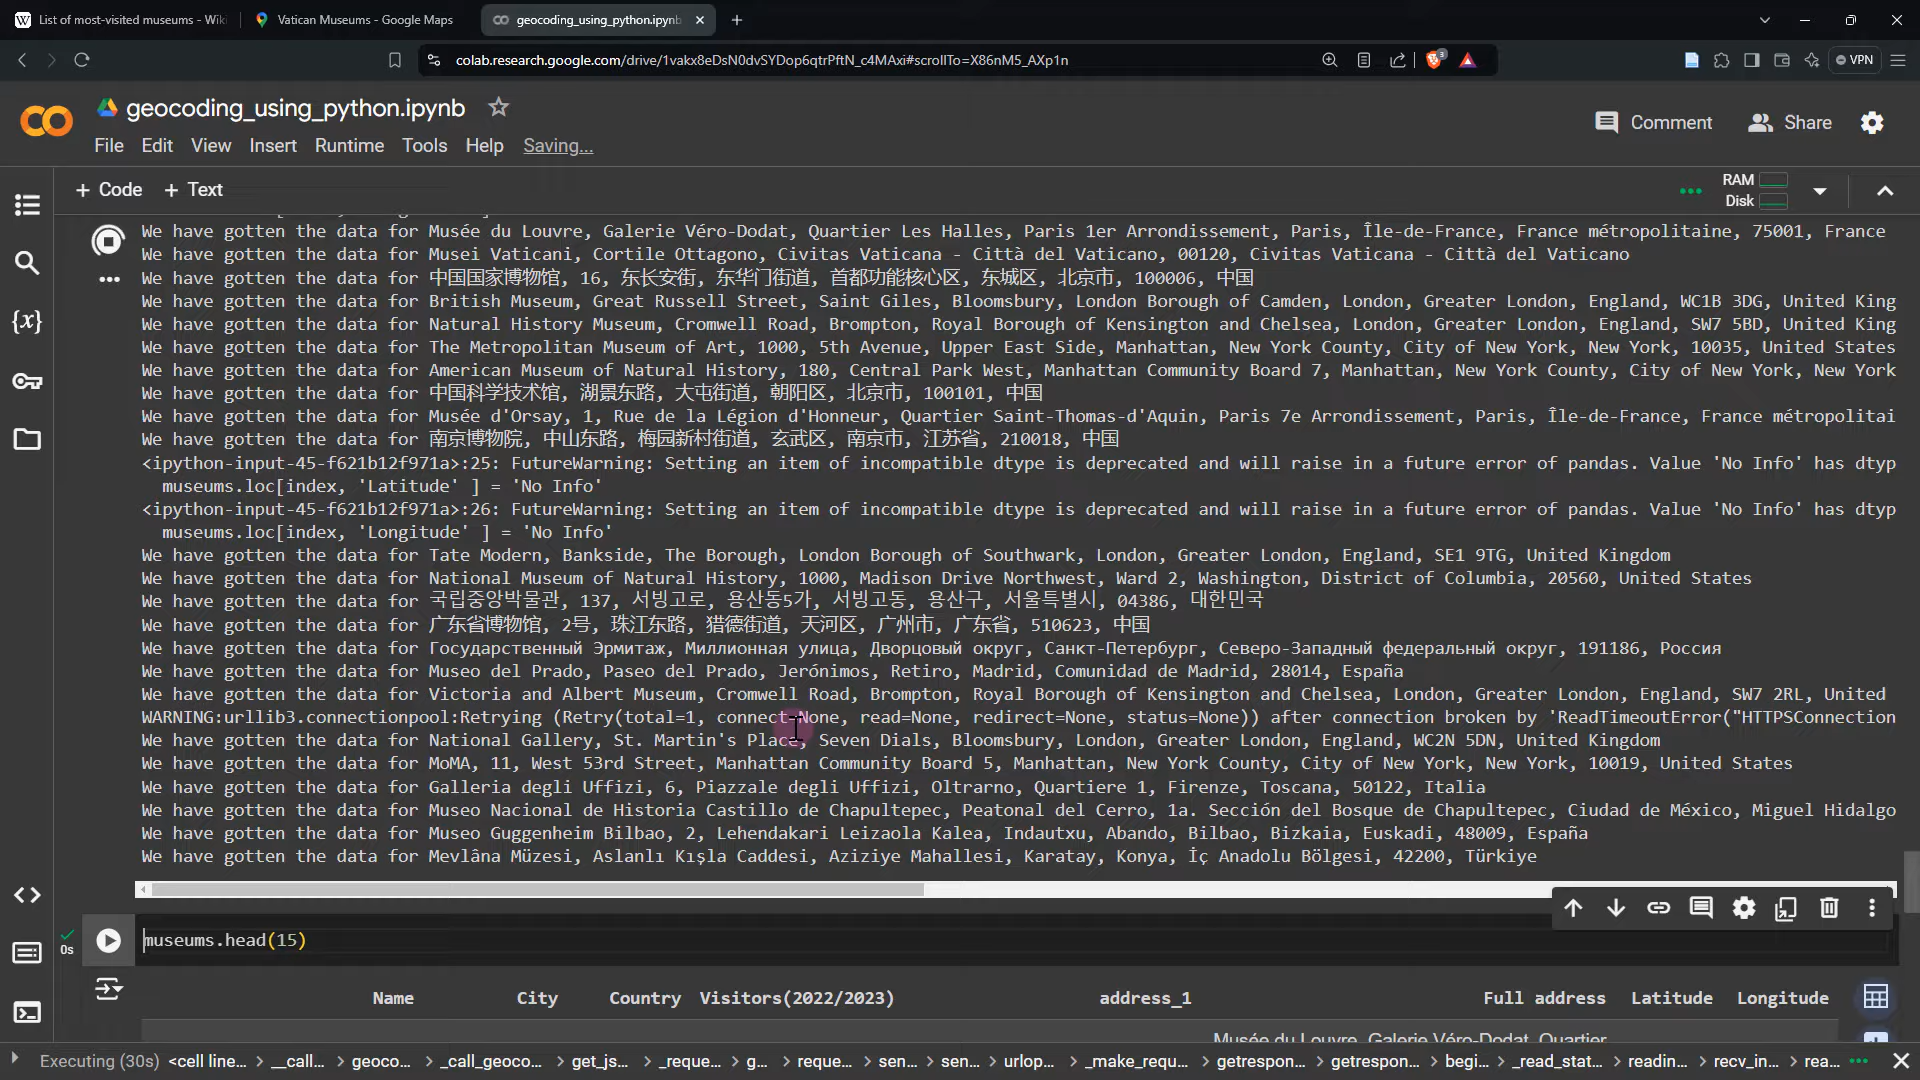 List of most-visited museums - Wiki
Vatican Museums - Google Maps
geocoding_using_python.ipynb
colab.research.google.com/drive/1vakx8eDsN0dvSYDop6qtrPftN_c4MAxi#scrollTo=X86nM5_AXp1n
3
VPN
geocoding_using_python.ipynb
Comment
Share
File Edit View Insert Runtime Tools Help Saving...
+ Code + Text
RAM
Disk
We have gotten the data for Musée du Louvre, Galerie Véro-Dodat, Quartier Les Halles, Paris 1er Arrondissement, Paris, Île-de-France, France métropolitaine, 75001, France
We have gotten the data for Musei Vaticani, Cortile Ottagono, Civitas Vaticana - Città del Vaticano, 00120, Civitas Vaticana - Città del Vaticano
We have gotten the data for 中国国家博物馆, 16, 东长安街, 东华门街道, 首都功能核心区, 东城区, 北京市, 100006, 中国
We have gotten the data for British Museum, Great Russell Street, Saint Giles, Bloomsbury, London Borough of Camden, London, Greater London, England, WC1B 3DG, United King
We have gotten the data for Natural History Museum, Cromwell Road, Brompton, Royal Borough of Kensington and Chelsea, London, Greater London, England, SW7 5BD, United King
We have gotten the data for The Metropolitan Museum of Art, 1000, 5th Avenue, Upper East Side, Manhattan, New York County, City of New York, New York, 10035, United States
We have gotten the data for American Museum of Natural History, 180, Central Park West, Manhattan Community Board 7, Manhattan, New York County, City of New York, New York
We have gotten the data for 中国科学技术馆, 湖景东路, 大屯街道, 朝阳区, 北京市, 100101, 中国
We have gotten the data for Musée d'Orsay, 1, Rue de la Légion d'Honneur, Quartier Saint-Thomas-d'Aquin, Paris 7e Arrondissement, Paris, Île-de-France, France métropolitai
We have gotten the data for 南京博物院, 中山东路, 梅园新村街道, 玄武区, 南京市, 江苏省, 210018, 中国
<ipython-input-45-f621b12f971a>:25: FutureWarning: Setting an item of incompatible dtype is deprecated and will raise in a future error of pandas. Value 'No Info' has dtyp
museums.loc[index, 'Latitude' ] = 'No Info'
<ipython-input-45-f621b12f971a>:26: FutureWarning: Setting an item of incompatible dtype is deprecated and will raise in a future error of pandas. Value 'No Info' has dtyp
museums.loc[index, 'Longitude' ] = 'No Info'
We have gotten the data for Tate Modern, Bankside, The Borough, London Borough of Southwark, London, Greater London, England, SE1 9TG, United Kingdom
We have gotten the data for National Museum of Natural History, 1000, Madison Drive Northwest, Ward 2, Washington, District of Columbia, 20560, United States
We have gotten the data for 국립중앙박물관, 137, 서빙고로, 용산동5가, 서빙고동, 용산구, 서울특별시, 04386, 대한민국
We have gotten the data for 广东省博物馆, 2号, 珠江东路, 猎德街道, 天河区, 广州市, 广东省, 510623, 中国
We have gotten the data for Государственный Эрмитаж, Миллионная улица, Дворцовый округ, Санкт-Петербург, Северо-Западный федеральный округ, 191186, Россия
We have gotten the data for Museo del Prado, Paseo del Prado, Jerónimos, Retiro, Madrid, Comunidad de Madrid, 28014, España
We have gotten the data for Victoria and Albert Museum, Cromwell Road, Brompton, Royal Borough of Kensington and Chelsea, London, Greater London, England, SW7 2RL, United
WARNING:urllib3.connectionpool:Retrying (Retry(total=1, connect=None, read=None, redirect=None, status=None)) after connection broken by 'ReadTimeoutError("HTTPSConnection
We have gotten the data for National Gallery, St. Martin's Place, Seven Dials, Bloomsbury, London, Greater London, England, WC2N 5DN, United Kingdom
We have gotten the data for MoMA, 11, West 53rd Street, Manhattan Community Board 5, Manhattan, New York County, City of New York, New York, 10019, United States
We have gotten the data for Galleria degli Uffizi, 6, Piazzale degli Uffizi, Oltrarno, Quartiere 1, Firenze, Toscana, 50122, Italia
We have gotten the data for Museo Nacional de Historia Castillo de Chapultepec, Peatonal del Cerro, 1a. Sección del Bosque de Chapultepec, Ciudad de México, Miguel Hidalgo
We have gotten the data for Museo Guggenheim Bilbao, 2, Lehendakari Leizaola Kalea, Indautxu, Abando, Bilbao, Bizkaia, Euskadi, 48009, España
We have gotten the data for Mevlâna Müzesi, Aslanlı Kışla Caddesi, Aziziye Mahallesi, Karatay, Konya, İç Anadolu Bölgesi, 42200, Türkiye
0s
museums.head(15)
Name City Country Visitors(2022/2023) address_1 Full address Latitude Longitude
Musée du Louvre, Galerie Véro-Dodat, Quartier
Executing (30s) <cell line... > __call... > geoco... > _call_geoco... > get_js... > _reque... > g... > reque... > sen... > sen... > urlop... > _make_requ... > getrespon... > getrespon... > begi... > _read_stat... > readin... > recv_in... > rea...